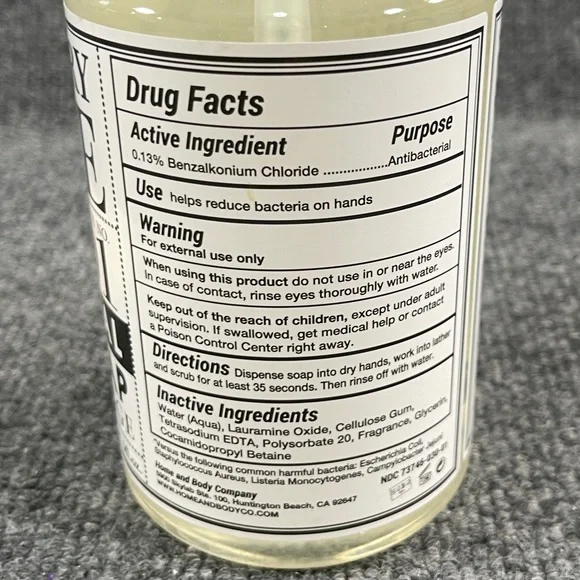 Drug Facts
Active Ingredient Purpose
0.13% Benzalkonium Chloride ..................Antibacterial
Use helps reduce bacteria on hands
Warning
For external use only
When using this product do not use in or near the eyes.
In case of contact, rinse eyes thoroughly with water.
Keep out of the reach of children, except under adult
supervision. If swallowed, get medical help or contact
a Poison Control Center right away.
Directions Dispense soap into dry hands, work into lather
and scrub for at least 35 seconds. Then rinse off with water.
Inactive Ingredients
Water (Aqua), Lauramine Oxide, Cellulose Gum,
Tetrasodium EDTA, Polysorbate 20, Fragrance, Glycerin,
Cocamidopropyl Betaine
*Versus the following common harmful bacteria: Escherichia Coli,
Staphylococcus Aureus, Listeria Monocytogenes, Campylobacter Jejuni
Home and Body Company
5800 Skylab Ste. 100, Huntington Beach, CA 92647
WWW.HOMEANDBODYCO.COM